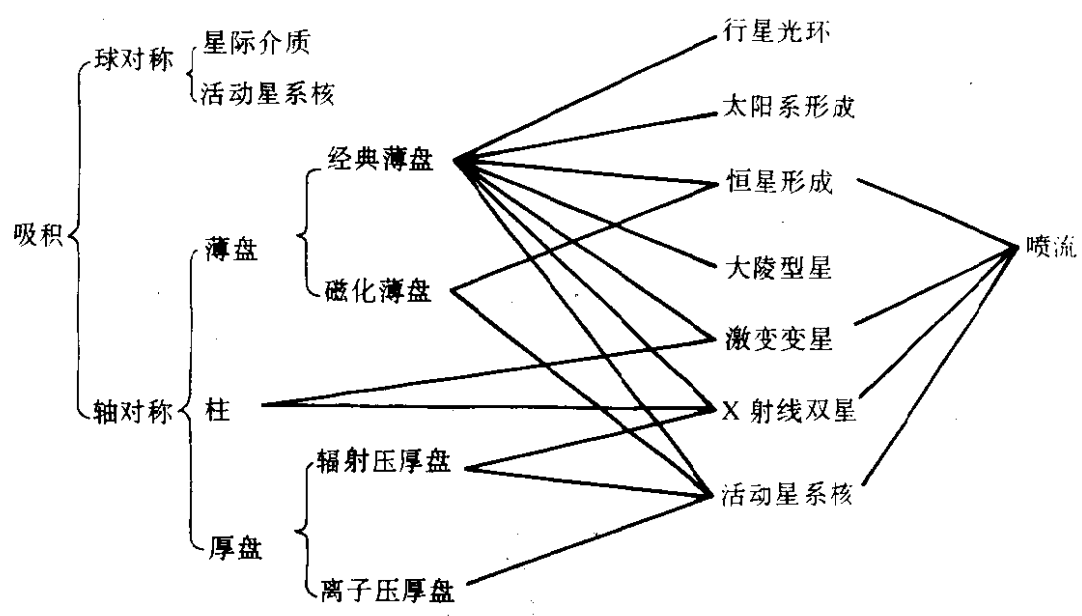 吸积
球对称
星际介质
活动星系核
轴对称
薄盘
经典薄盘
磁化薄盘
柱
厚盘
辐射压厚盘
离子压厚盘
行星光环
太阳系形成
恒星形成
大陵型星
激变变星
X 射线双星
活动星系核
喷流